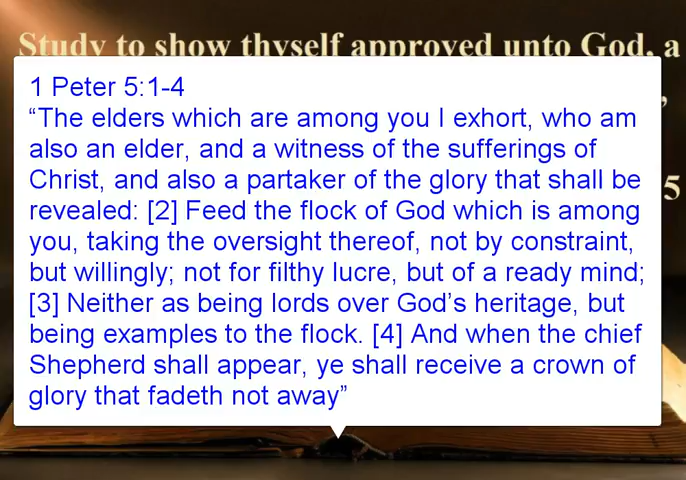 Study to show thyself approved unto God, a
1 Peter 5:1-4
“The elders which are among you I exhort, who am
also an elder, and a witness of the sufferings of
Christ, and also a partaker of the glory that shall be
revealed: [2] Feed the flock of God which is among
you, taking the oversight thereof, not by constraint,
but willingly; not for filthy lucre, but of a ready mind;
[3] Neither as being lords over God’s heritage, but
being examples to the flock. [4] And when the chief
Shepherd shall appear, ye shall receive a crown of
glory that fadeth not away”
,
5